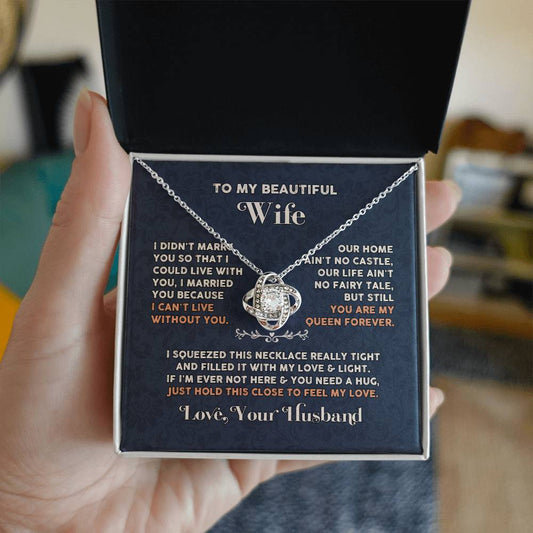 TO MY BEAUTIFUL
Wife
I DIDN'T MARRY
YOU SO THAT I
COULD LIVE WITH
YOU, I MARRIED
YOU BECAUSE
I CAN'T LIVE
WITHOUT YOU.
OUR HOME
AIN'T NO CASTLE,
OUR LIFE AIN'T
NO FAIRY TALE,
BUT STILL
YOU ARE MY
QUEEN FOREVER.
I SQUEEZED THIS NECKLACE REALLY TIGHT
AND FILLED IT WITH MY LOVE & LIGHT.
IF I'M EVER NOT HERE & YOU NEED A HUG,
JUST HOLD THIS CLOSE TO FEEL MY LOVE.
Love, Your Husband